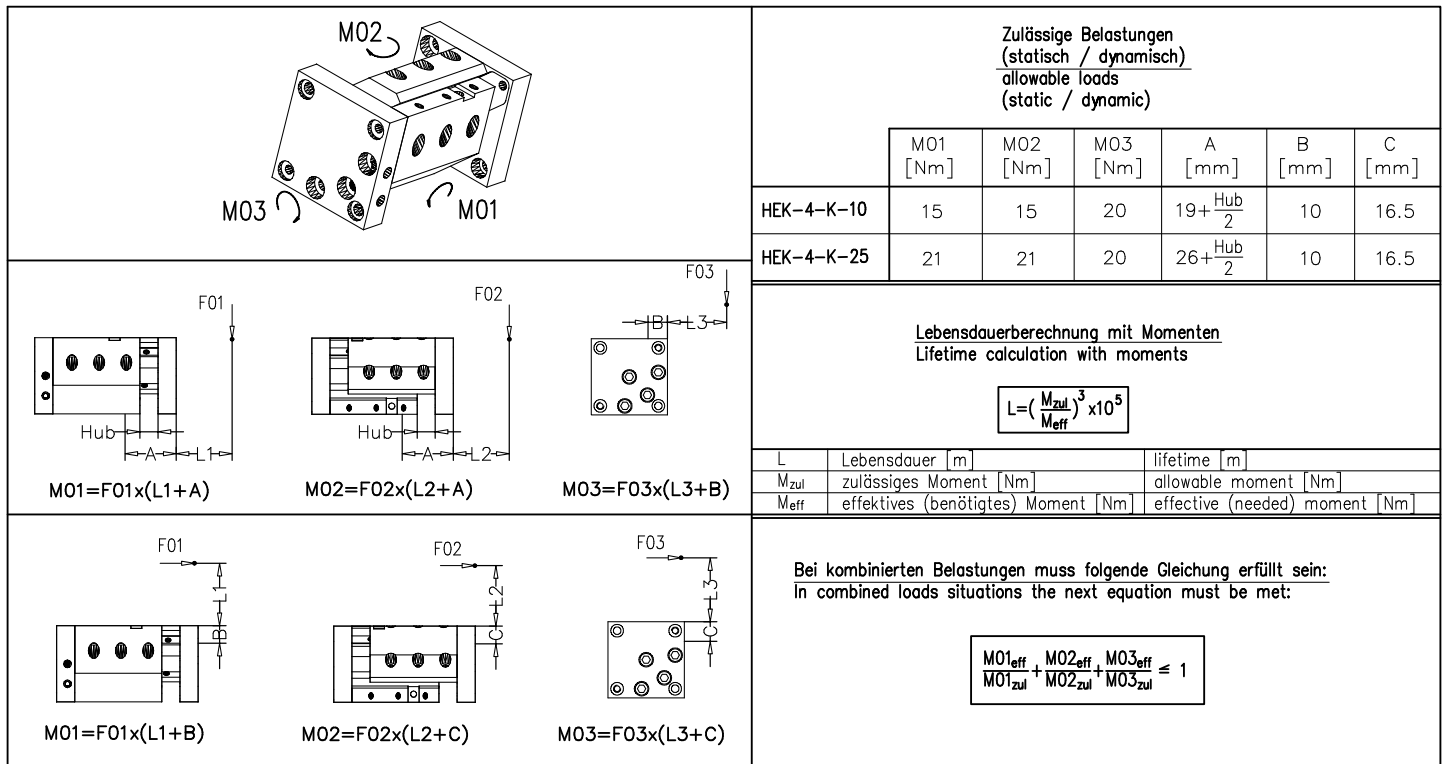 M02
M03
M01
F01
Hub
A
L1
M01=F01x(L1+A)
F02
Hub
A
L2
M02=F02x(L2+A)
F03
B
L3
M03=F03x(L3+B)
F01
L1
B
M01=F01x(L1+B)
F02
L2
C
M02=F02x(L2+C)
F03
L3
C
M03=F03x(L3+C)
Zulässige Belastungen
(statisch / dynamisch)
allowable loads
(static / dynamic)
M01 [Nm] M02 [Nm] M03 [Nm] A [mm] B [mm] C [mm]
HEK-4-K-10 15 15 20 19+Hub/2 10 16.5
HEK-4-K-25 21 21 20 26+Hub/2 10 16.5
Lebensdauerberechnung mit Momenten
Lifetime calculation with moments
L=(Mzul/Meff)³x10⁵
L Lebensdauer [m] lifetime [m]
Mzul zulässiges Moment [Nm] allowable moment [Nm]
Meff effektives (benötigtes) Moment [Nm] effective (needed) moment [Nm]
Bei kombinierten Belastungen muss folgende Gleichung erfüllt sein:
In combined loads situations the next equation must be met:
M01eff/M01zul + M02eff/M02zul + M03eff/M03zul ≤ 1